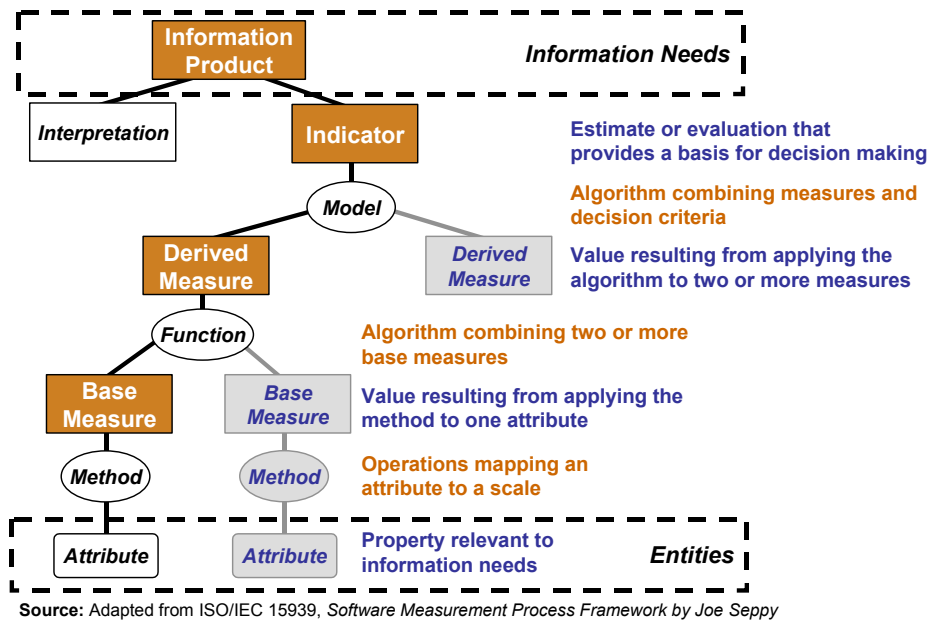 Information
Product
Information Needs
Interpretation
Indicator
Estimate or evaluation that
provides a basis for decision making
Model
Algorithm combining measures and
decision criteria
Derived
Measure
Derived
Measure
Value resulting from applying the
algorithm to two or more measures
Function
Algorithm combining two or more
base measures
Base
Measure
Base
Measure
Value resulting from applying the
method to one attribute
Method
Method
Operations mapping an
attribute to a scale
Attribute
Attribute
Property relevant to
information needs
Entities
Source: Adapted from ISO/IEC 15939, Software Measurement Process Framework by Joe Seppy